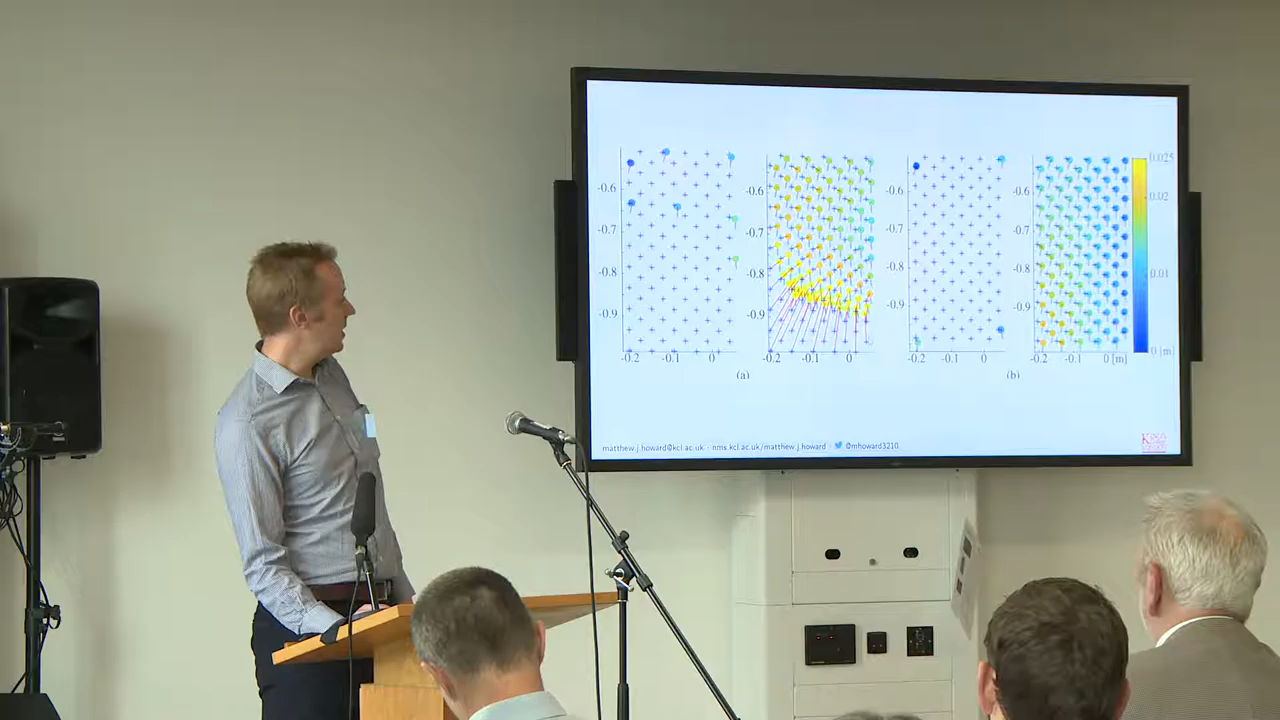 -0.6
-0.7
-0.8
-0.9
-0.2 -0.1 0
-0.6
-0.7
-0.8
-0.9
-0.2 -0.1 0
(a)
-0.6
-0.7
-0.8
-0.9
-0.2 -0.1 0
-0.6
-0.7
-0.8
-0.9
-0.2 -0.1 0 [m]
(b)
0.025
0.02
0.01
0 [m]
matthew.j.howard@kcl.ac.uk - nms.kcl.ac.uk/matthew.j.howard | @mhoward3210